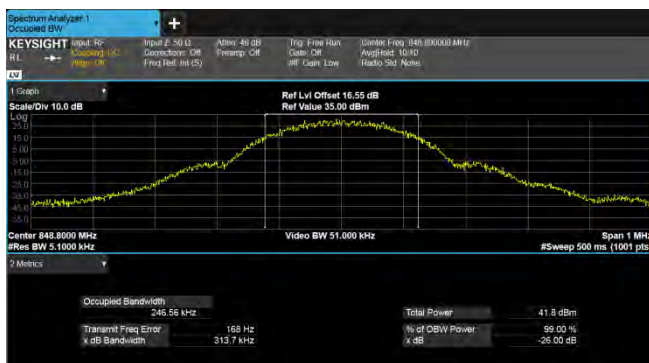 Spectrum Analyzer 1
Occupied BW
+
KEYSIGHT Input: RF Input Z: 50 Ω Atten: 46 dB Trig: Free Run Center Freq: 848.800000 MHz
R L Coupling: DC Corrections: Off Preamp: Off Gate: Off Avg|Hold: 10/10
Align: Off Freq Ref: Int (S) #IF Gain: Low Radio Std: None
LV
1 Graph
Ref Lvl Offset 16.55 dB
Scale/Div 10.0 dB Ref Value 35.00 dBm
Log
25.0
15.0
5.00
-5.00
-15.0
-25.0
-35.0
-45.0
-55.0
Center 848.8000 MHz Video BW 51.000 kHz Span 1 MHz
#Res BW 5.1000 kHz #Sweep 500 ms (1001 pts
2 Metrics
Occupied Bandwidth
246.56 kHz Total Power 41.8 dBm
Transmit Freq Error 168 Hz % of OBW Power 99.00 %
x dB Bandwidth 313.7 kHz x dB -26.00 dB